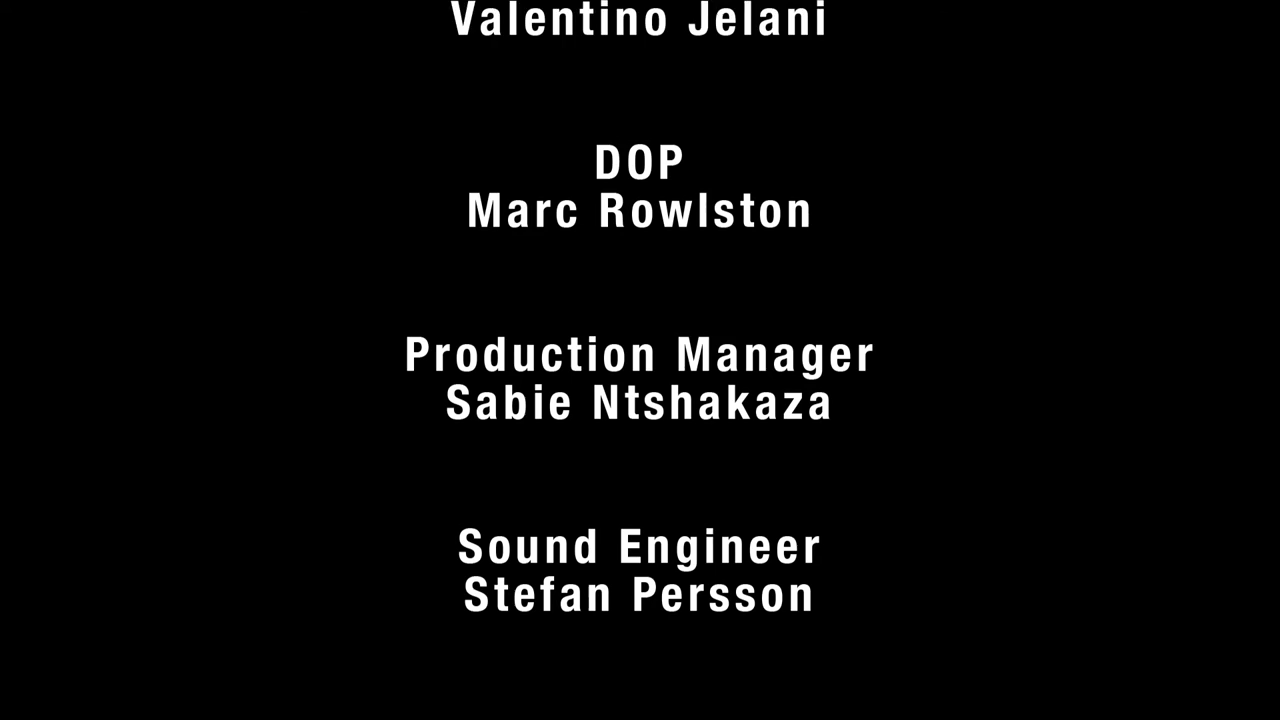 Valentino Jelani
DOP
Marc Rowlston
Production Manager
Sabie Ntshakaza
Sound Engineer
Stefan Persson